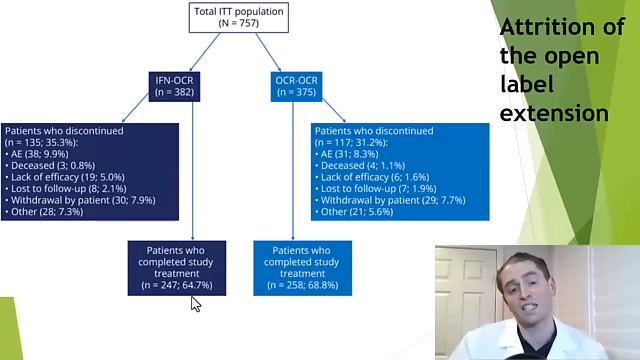 Total ITT population
(N = 757)
Attrition of
the open
label
extension
IFN-OCR
(n = 382)
OCR-OCR
(n = 375)
Patients who discontinued
(n = 135; 35.3%):
• AE (38; 9.9%)
• Deceased (3; 0.8%)
• Lack of efficacy (19; 5.0%)
• Lost to follow-up (8; 2.1%)
• Withdrawal by patient (30; 7.9%)
• Other (28; 7.3%)
Patients who discontinued
(n = 117; 31.2%):
• AE (31; 8.3%)
• Deceased (4; 1.1%)
• Lack of efficacy (6; 1.6%)
• Lost to follow-up (7; 1.9%)
• Withdrawal by patient (29; 7.7%)
• Other (21; 5.6%)
Patients who
completed study
treatment
(n = 247; 64.7%)
Patients who
completed study
treatment
(n = 258; 68.8%)